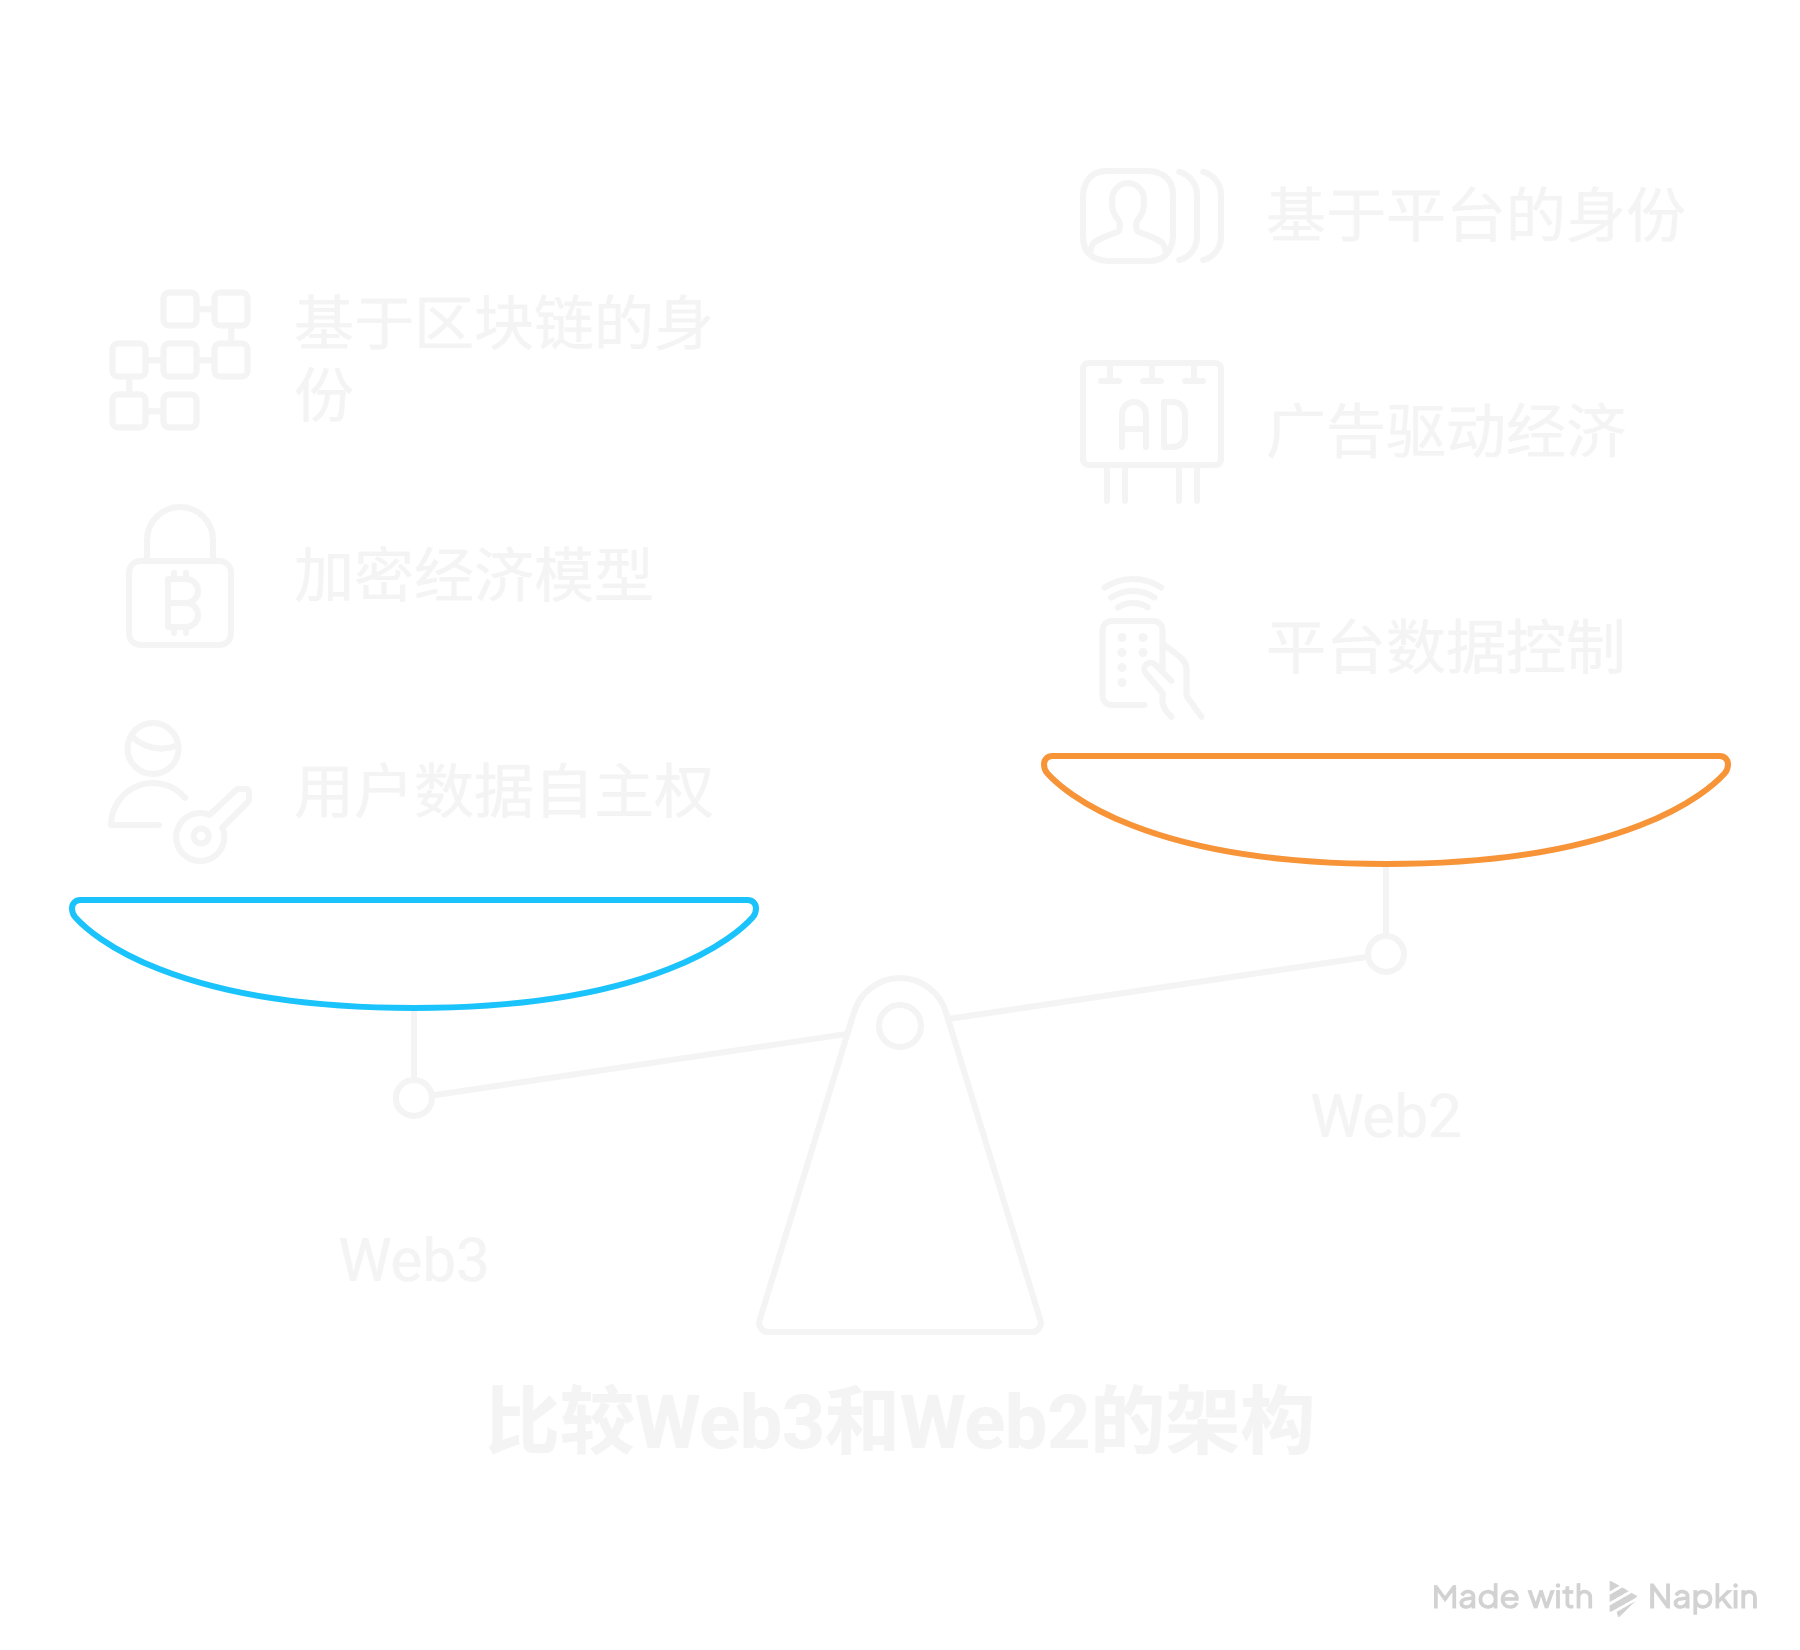 基于区块链的身
份
加密经济模型
用户数据自主权
Web3
基于平台的身份
AD
广告驱动经济
平台数据控制
Web2
比较Web3和Web2的架构
Made with Napkin